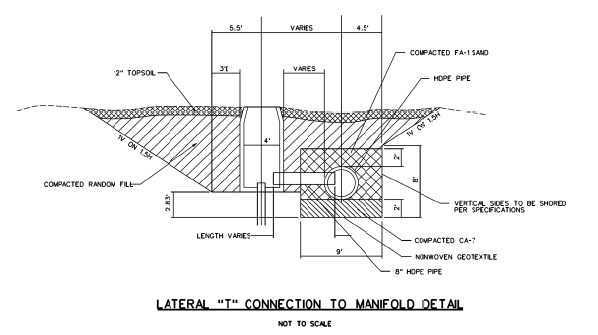 5.5'
VARIES
4.5'
COMPACTED FA-1 SAND
2" TOPSOIL
3'±
VARIES
HDPE PIPE
1V ON 1.5H
1V ON 1.5H
4'
2'
8'
COMPACTED RANDOM FILL
VERTICAL SIDES TO BE SHORED
PER SPECIFICATIONS
2.83'
2'
LENGTH VARIES
COMPACTED CA-7
9'
NONWOVEN GEOTEXTILE
8" HDPE PIPE
LATERAL "T" CONNECTION TO MANIFOLD DETAIL
NOT TO SCALE